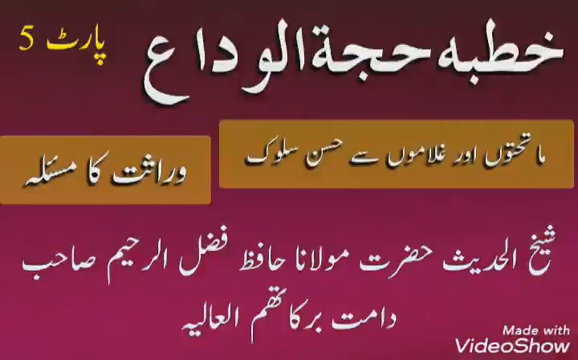 خطبہ حجة الوداع
پارٹ 5
ماتحتوں اور غلاموں سے حسن سلوک
وراثت کا مسئلہ
شیخ الحدیث حضرت مولانا حافظ فضل الرحیم صاحب
دامت برکاتھم العالیہ
Made with
VideoShow